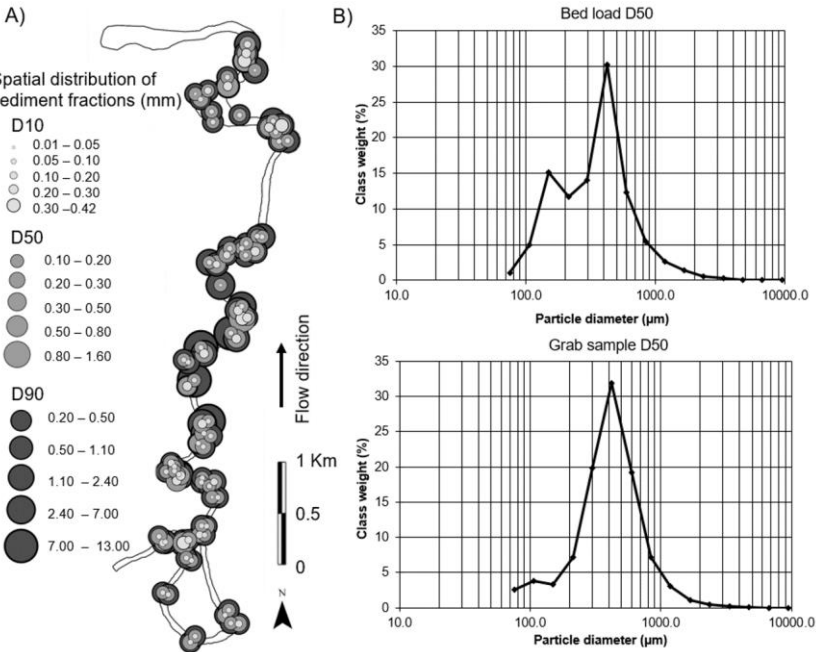 A)
Spatial distribution of
sediment fractions (mm)
D10
0.01 – 0.05
0.05 – 0.10
0.10 – 0.20
0.20 – 0.30
0.30 –0.42
D50
0.10 – 0.20
0.20 – 0.30
0.30 – 0.50
0.50 – 0.80
0.80 – 1.60
D90
0.20 – 0.50
0.50 – 1.10
1.10 – 2.40
2.40 – 7.00
7.00 – 13.00
Flow direction
1 Km
0.5
0
N
B)
Bed load D50
Class weight (%)
35
30
25
20
15
10
5
0
10.0 100.0 1000.0 10000.0
Particle diameter (µm)
Grab sample D50
Class weight (%)
35
30
25
20
15
10
5
0
10.0 100.0 1000.0 10000.0
Particle diameter (µm)